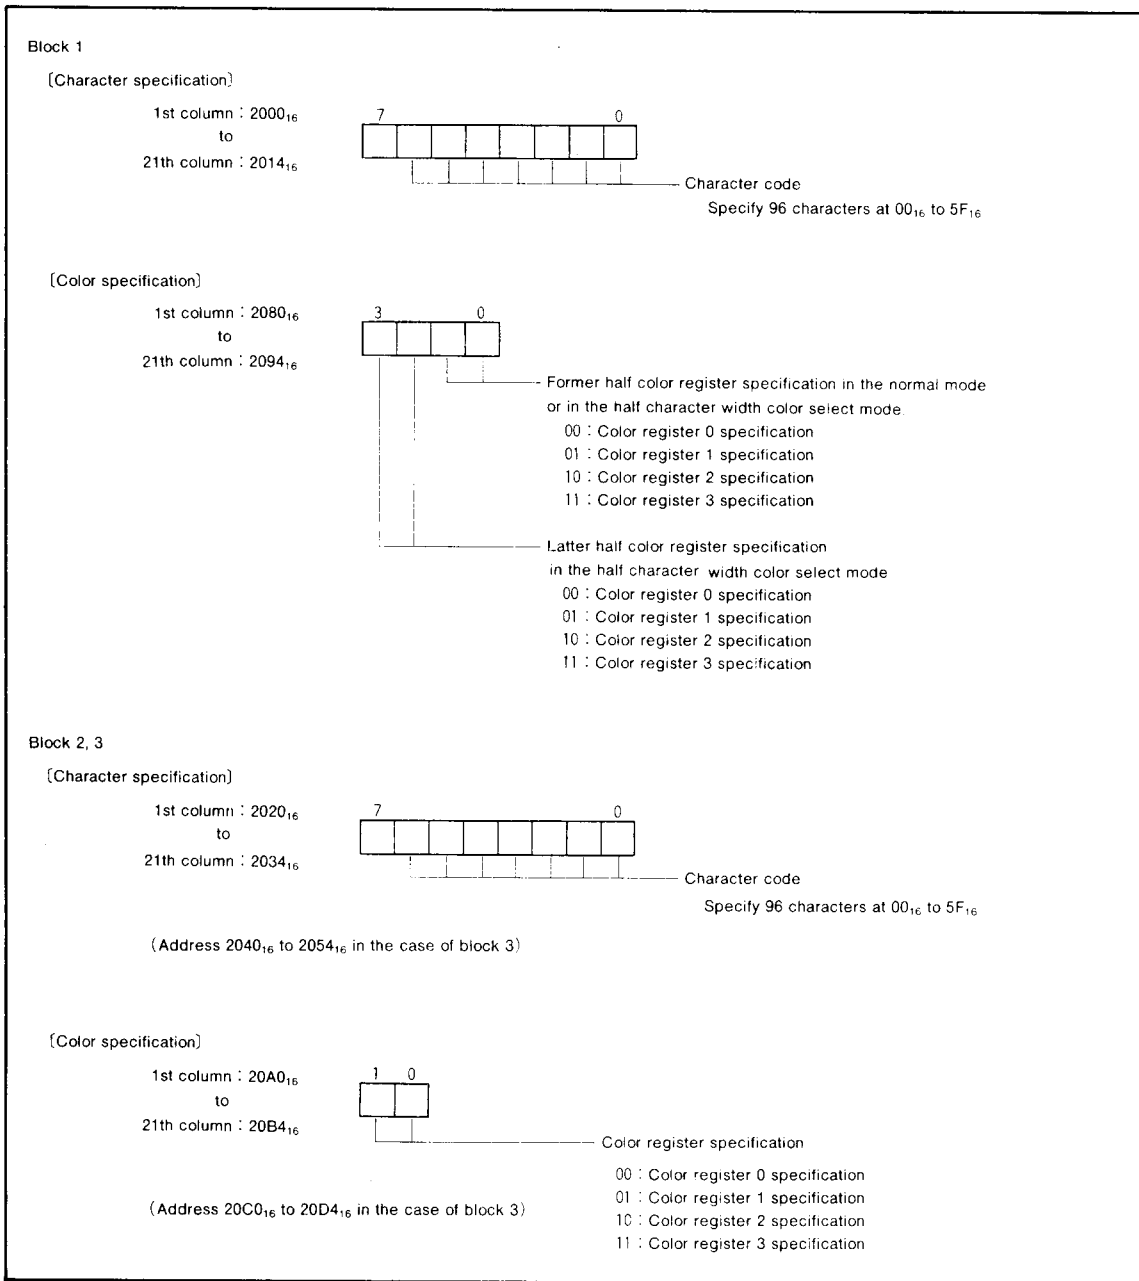 Block 1
[Character specification]
1st column : 2000₁₆
to
21th column : 2014₁₆
7 0
Character code
Specify 96 characters at 00₁₆ to 5F₁₆
[Color specification]
1st column : 2080₁₆
to
21th column : 2094₁₆
3 0
Former half color register specification in the normal mode
or in the half character width color select mode
00 : Color register 0 specification
01 : Color register 1 specification
10 : Color register 2 specification
11 : Color register 3 specification
Latter half color register specification
in the half character width color select mode
00 : Color register 0 specification
01 : Color register 1 specification
10 : Color register 2 specification
11 : Color register 3 specification
Block 2, 3
[Character specification]
1st column : 2020₁₆
to
21th column : 2034₁₆
7 0
Character code
Specify 96 characters at 00₁₆ to 5F₁₆
(Address 2040₁₆ to 2054₁₆ in the case of block 3)
[Color specification]
1st column : 20A0₁₆
to
21th column : 20B4₁₆
1 0
Color register specification
00 : Color register 0 specification
01 : Color register 1 specification
10 : Color register 2 specification
11 : Color register 3 specification
(Address 20C0₁₆ to 20D4₁₆ in the case of block 3)